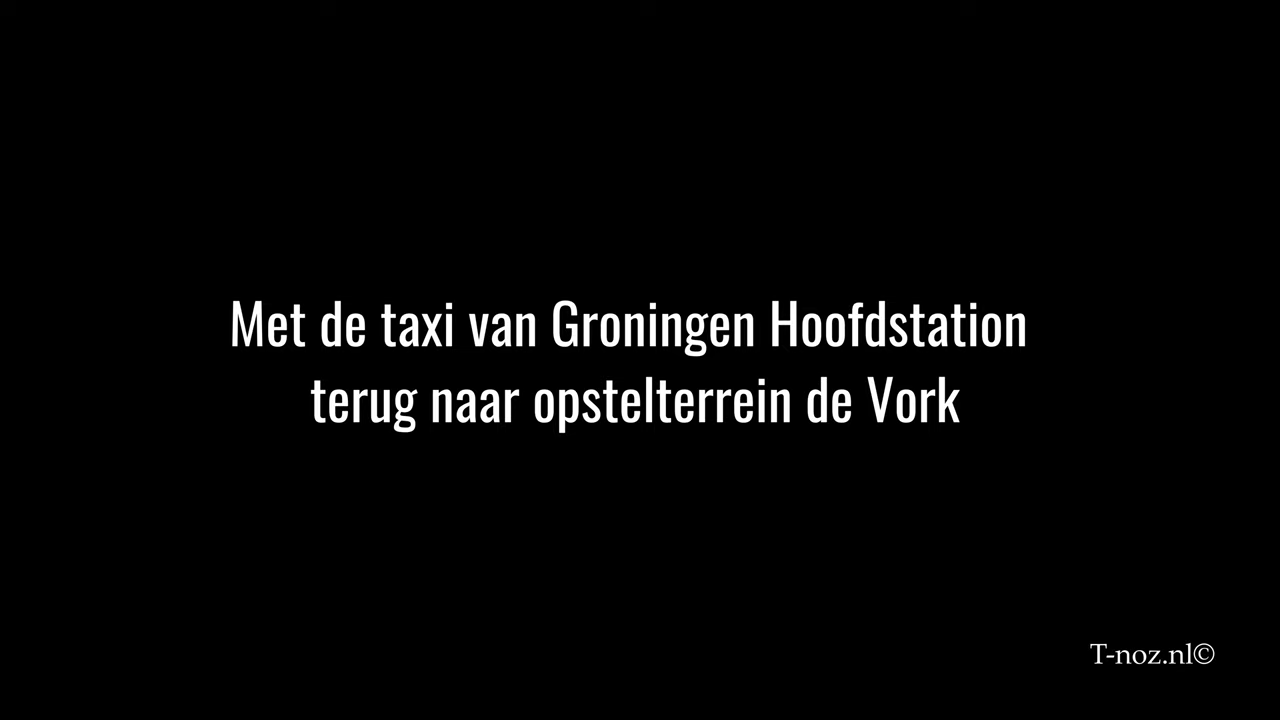 Met de taxi van Groningen Hoofdstation
terug naar opstelterrein de Vork
T-noz.nl©